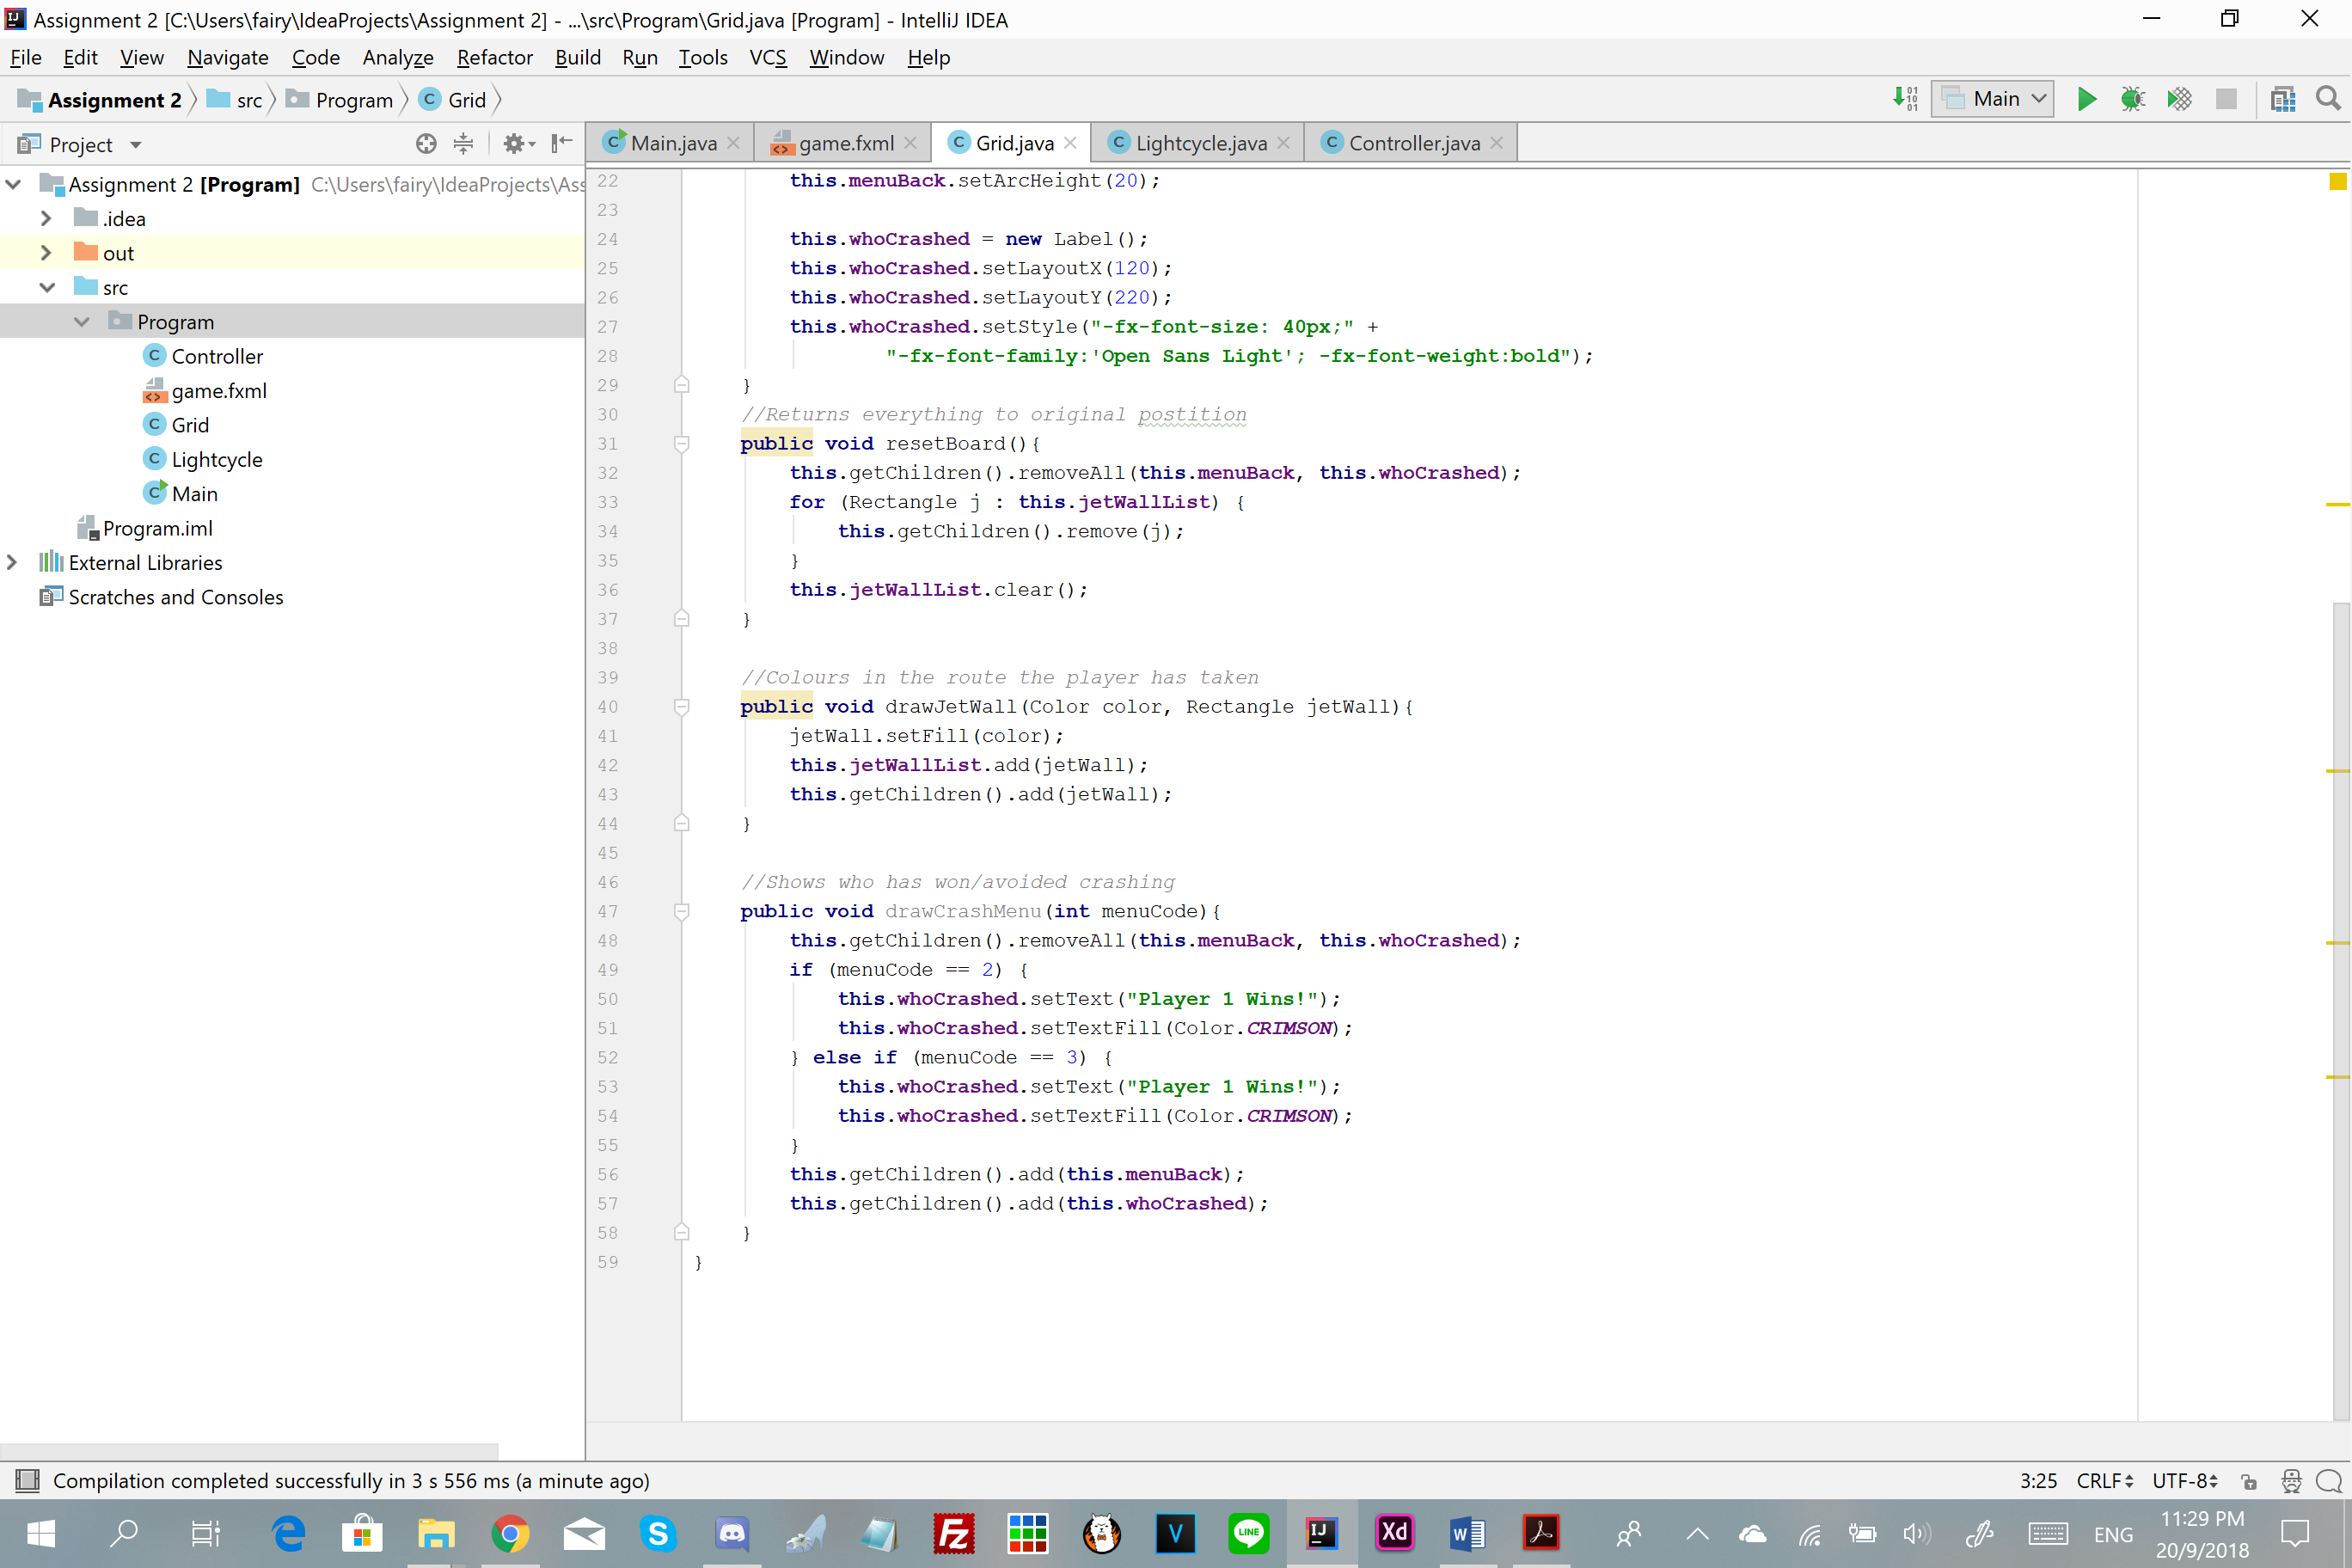 Assignment 2 [C:\Users\fairy\IdeaProjects\Assignment 2] - ...\src\Program\Grid.java [Program] - IntelliJ IDEA
File Edit View Navigate Code Analyze Refactor Build Run Tools VCS Window Help
Assignment 2 src Program Grid Main
Project
Main.java game.fxml Grid.java Lightcycle.java Controller.java
Assignment 2 [Program] C:\Users\fairy\IdeaProjects\Ass
.idea
out
src
Program
Controller
game.fxml
Grid
Lightcycle
Main
Program.iml
External Libraries
Scratches and Consoles
22 this.menuBack.setArcHeight(20);
23
24 this.whoCrashed = new Label();
25 this.whoCrashed.setLayoutX(120);
26 this.whoCrashed.setLayoutY(220);
27 this.whoCrashed.setStyle("-fx-font-size: 40px;" +
28 "-fx-font-family:'Open Sans Light'; -fx-font-weight:bold");
29 }
30 //Returns everything to original postition
31 public void resetBoard(){
32 this.getChildren().removeAll(this.menuBack, this.whoCrashed);
33 for (Rectangle j : this.jetWallList) {
34 this.getChildren().remove(j);
35 }
36 this.jetWallList.clear();
37 }
38
39 //Colours in the route the player has taken
40 public void drawJetWall(Color color, Rectangle jetWall){
41 jetWall.setFill(color);
42 this.jetWallList.add(jetWall);
43 this.getChildren().add(jetWall);
44 }
45
46 //Shows who has won/avoided crashing
47 public void drawCrashMenu(int menuCode){
48 this.getChildren().removeAll(this.menuBack, this.whoCrashed);
49 if (menuCode == 2) {
50 this.whoCrashed.setText("Player 1 Wins!");
51 this.whoCrashed.setTextFill(Color.CRIMSON);
52 } else if (menuCode == 3) {
53 this.whoCrashed.setText("Player 1 Wins!");
54 this.whoCrashed.setTextFill(Color.CRIMSON);
55 }
56 this.getChildren().add(this.menuBack);
57 this.getChildren().add(this.whoCrashed);
58 }
59 }
Compilation completed successfully in 3 s 556 ms (a minute ago) 3:25 CRLF UTF-8
ENG
11:29 PM
20/9/2018